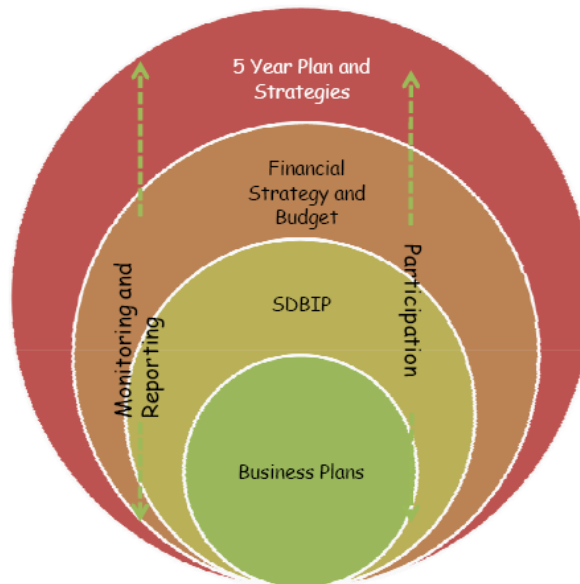 5 Year Plan and
Strategies
Financial
Strategy and
Budget
SDBIP
Monitoring and
Reporting
Participation
Business Plans